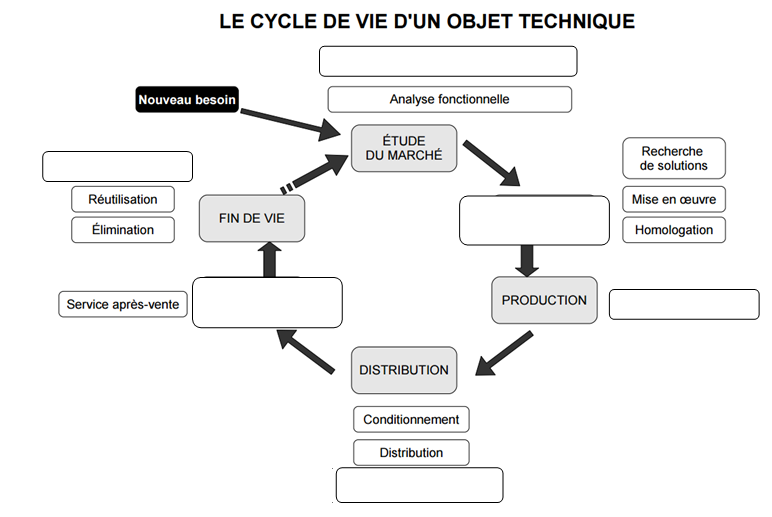 LE CYCLE DE VIE D'UN OBJET TECHNIQUE
Nouveau besoin
Analyse fonctionnelle
ÉTUDE
DU MARCHÉ
Recherche
de solutions
Mise en œuvre
Homologation
PRODUCTION
DISTRIBUTION
Conditionnement
Distribution
Service après-vente
FIN DE VIE
Réutilisation
Élimination